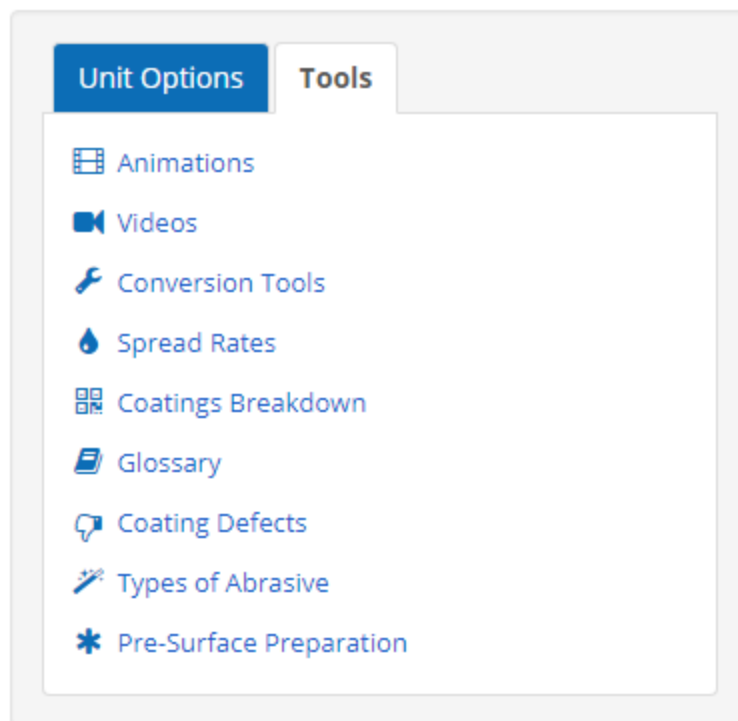 Unit Options Tools
Animations
Videos
Conversion Tools
Spread Rates
Coatings Breakdown
Glossary
Coating Defects
Types of Abrasive
Pre-Surface Preparation